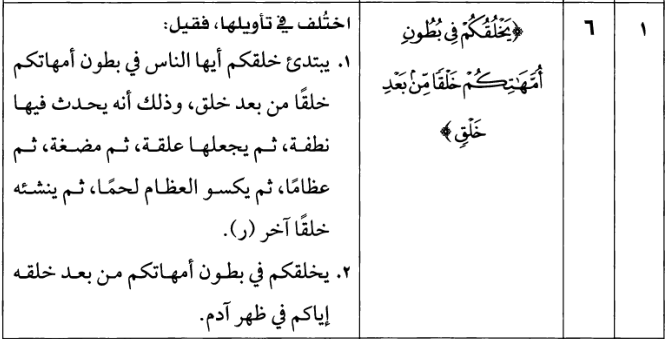 ١ ٦ ﴿يَخْلُقُكُمْ فِي بُطُونِ اختُلف في تأويلها، فقيل:
أُمَّهَٰتِكُمْ خَلْقًا مِّنۢ بَعْدِ ١. يبتدئ خلقكم أيها الناس في بطون أمهاتكم
خَلْقٍ﴾ خلقًا من بعد خلق، وذلك أنه يحدث فيها
نطفة، ثم يجعلها علقة، ثم مضغة، ثم
عظامًا، ثم يكسو العظام لحمًا، ثم ينشئه
خلقًا آخر (ر).
٢. يخلقكم في بطون أمهاتكم من بعد خلقه
إياكم في ظهر آدم.